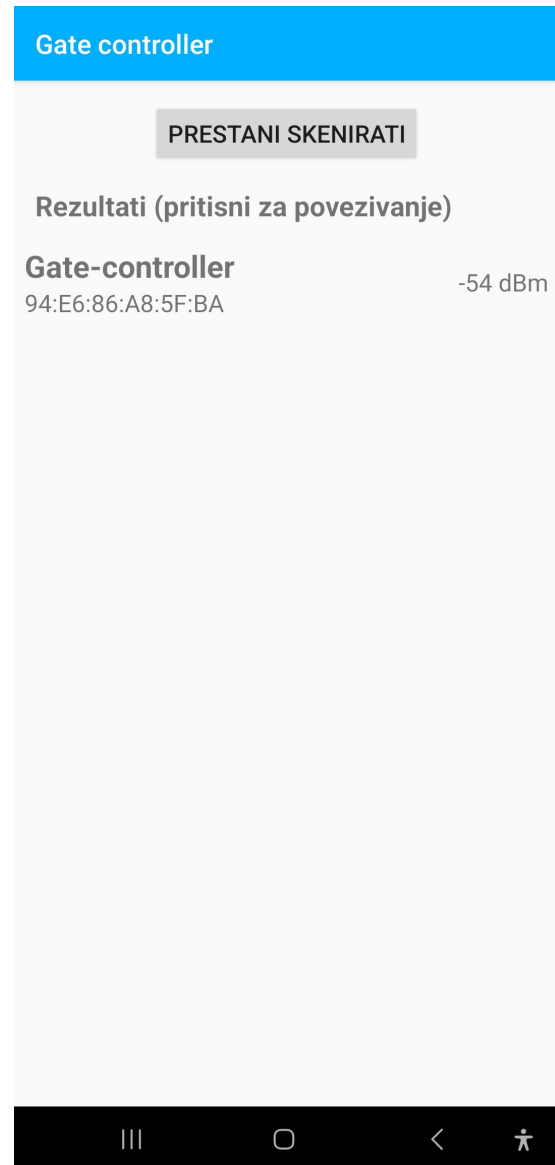 Gate controller
PRESTANI SKENIRATI
Rezultati (pritisni za povezivanje)
Gate-controller
-54 dBm
94:E6:86:A8:5F:BA